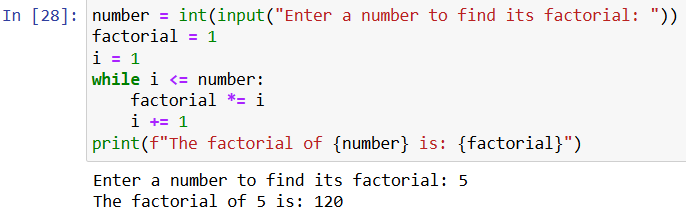 In [28]: number = int(input("Enter a number to find its factorial: "))
factorial = 1
i = 1
while i <= number:
    factorial *= i
    i += 1
print(f"The factorial of {number} is: {factorial}")
Enter a number to find its factorial: 5
The factorial of 5 is: 120